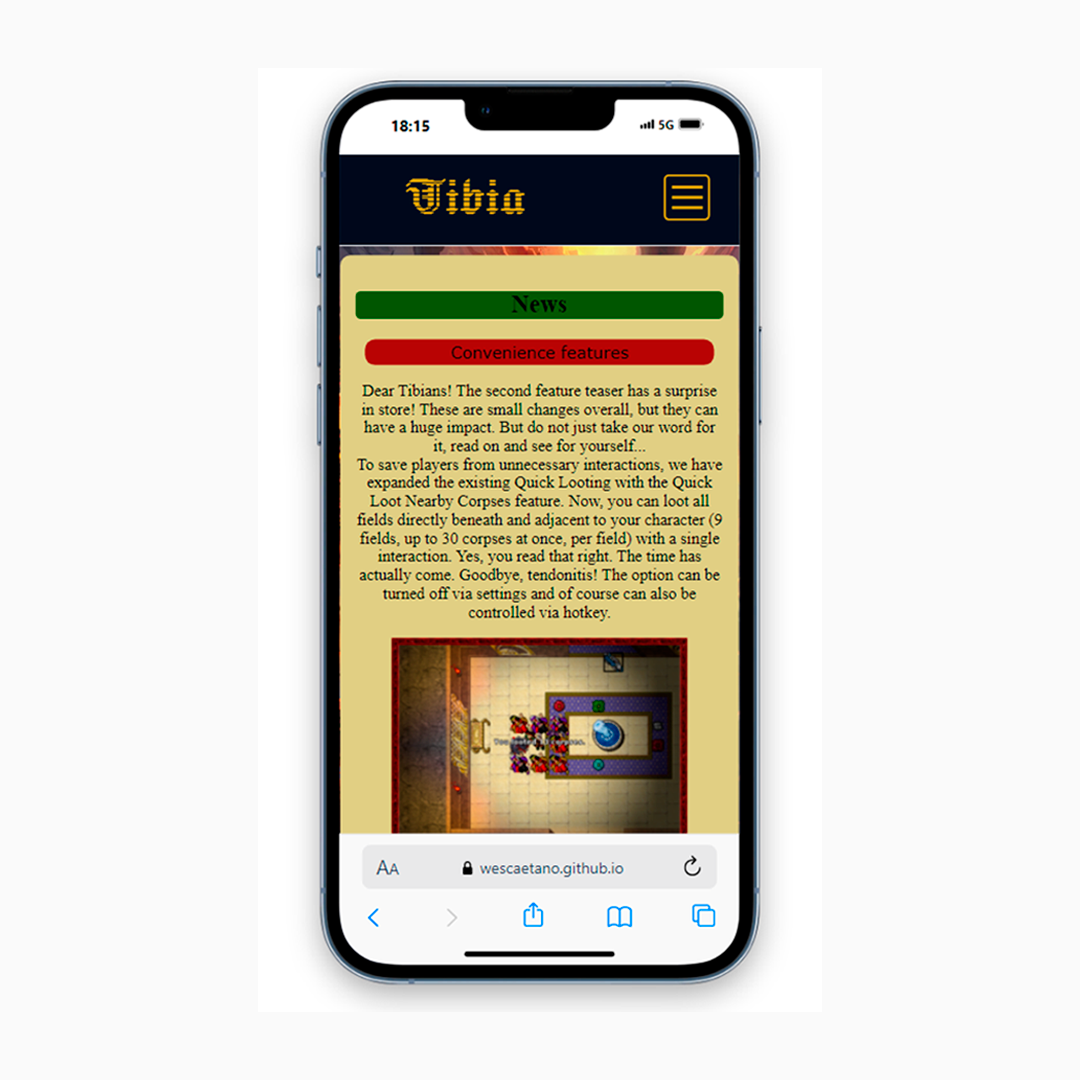 18:15
5G
Tibia
News
Convenience features
Dear Tibians! The second feature teaser has a surprise
in store! These are small changes overall, but they can
have a huge impact. But do not just take our word for
it, read on and see for yourself...
To save players from unnecessary interactions, we have
expanded the existing Quick Looting with the Quick
Loot Nearby Corpses feature. Now, you can loot all
fields directly beneath and adjacent to your character (9
fields, up to 30 corpses at once, per field) with a single
interaction. Yes, you read that right. The time has
actually come. Goodbye, tendonitis! The option can be
turned off via settings and of course can also be
controlled via hotkey.
AA
wescaetano.github.io